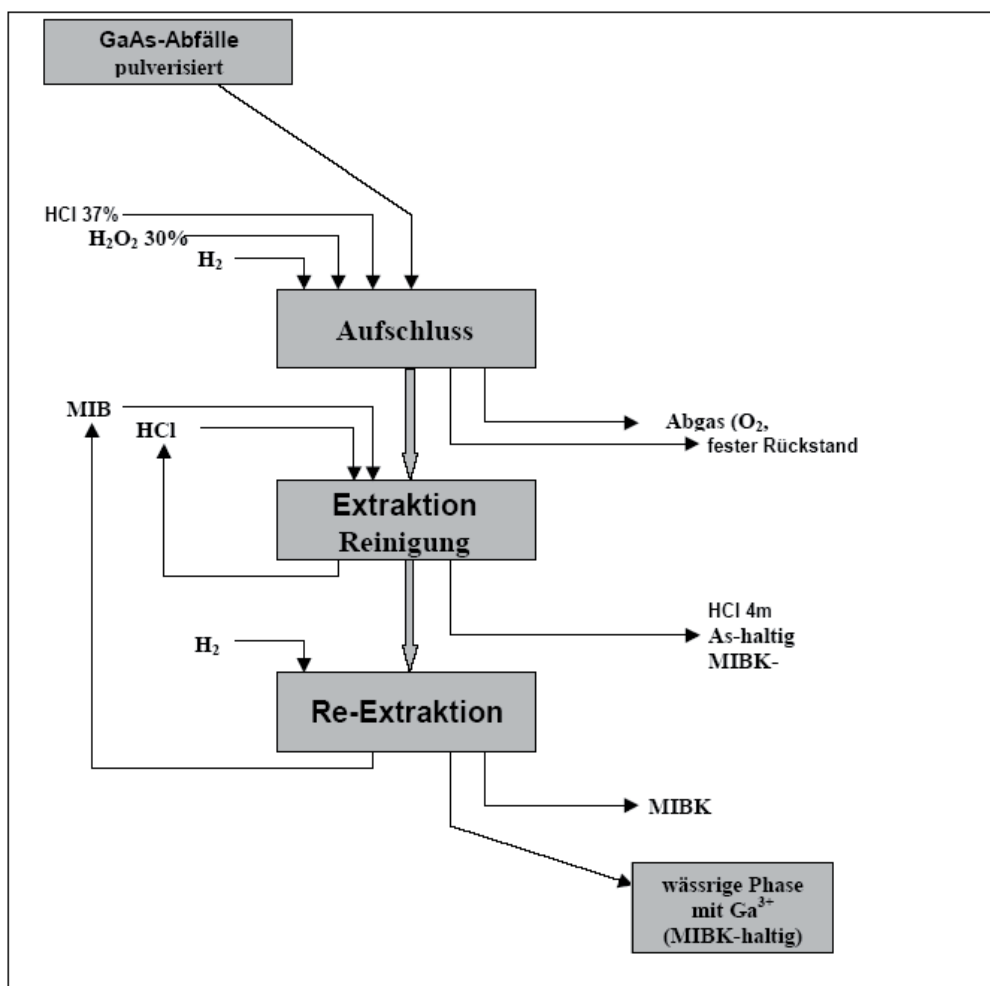 GaAs-Abfälle
pulverisiert
HCl 37%
H₂O₂ 30%
H₂
Aufschluss
MIB
HCl
Abgas (O₂,
fester Rückstand
Extraktion
Reinigung
HCl 4m
As-haltig
MIBK-
H₂
Re-Extraktion
MIBK
wässrige Phase
mit Ga³⁺
(MIBK-haltig)